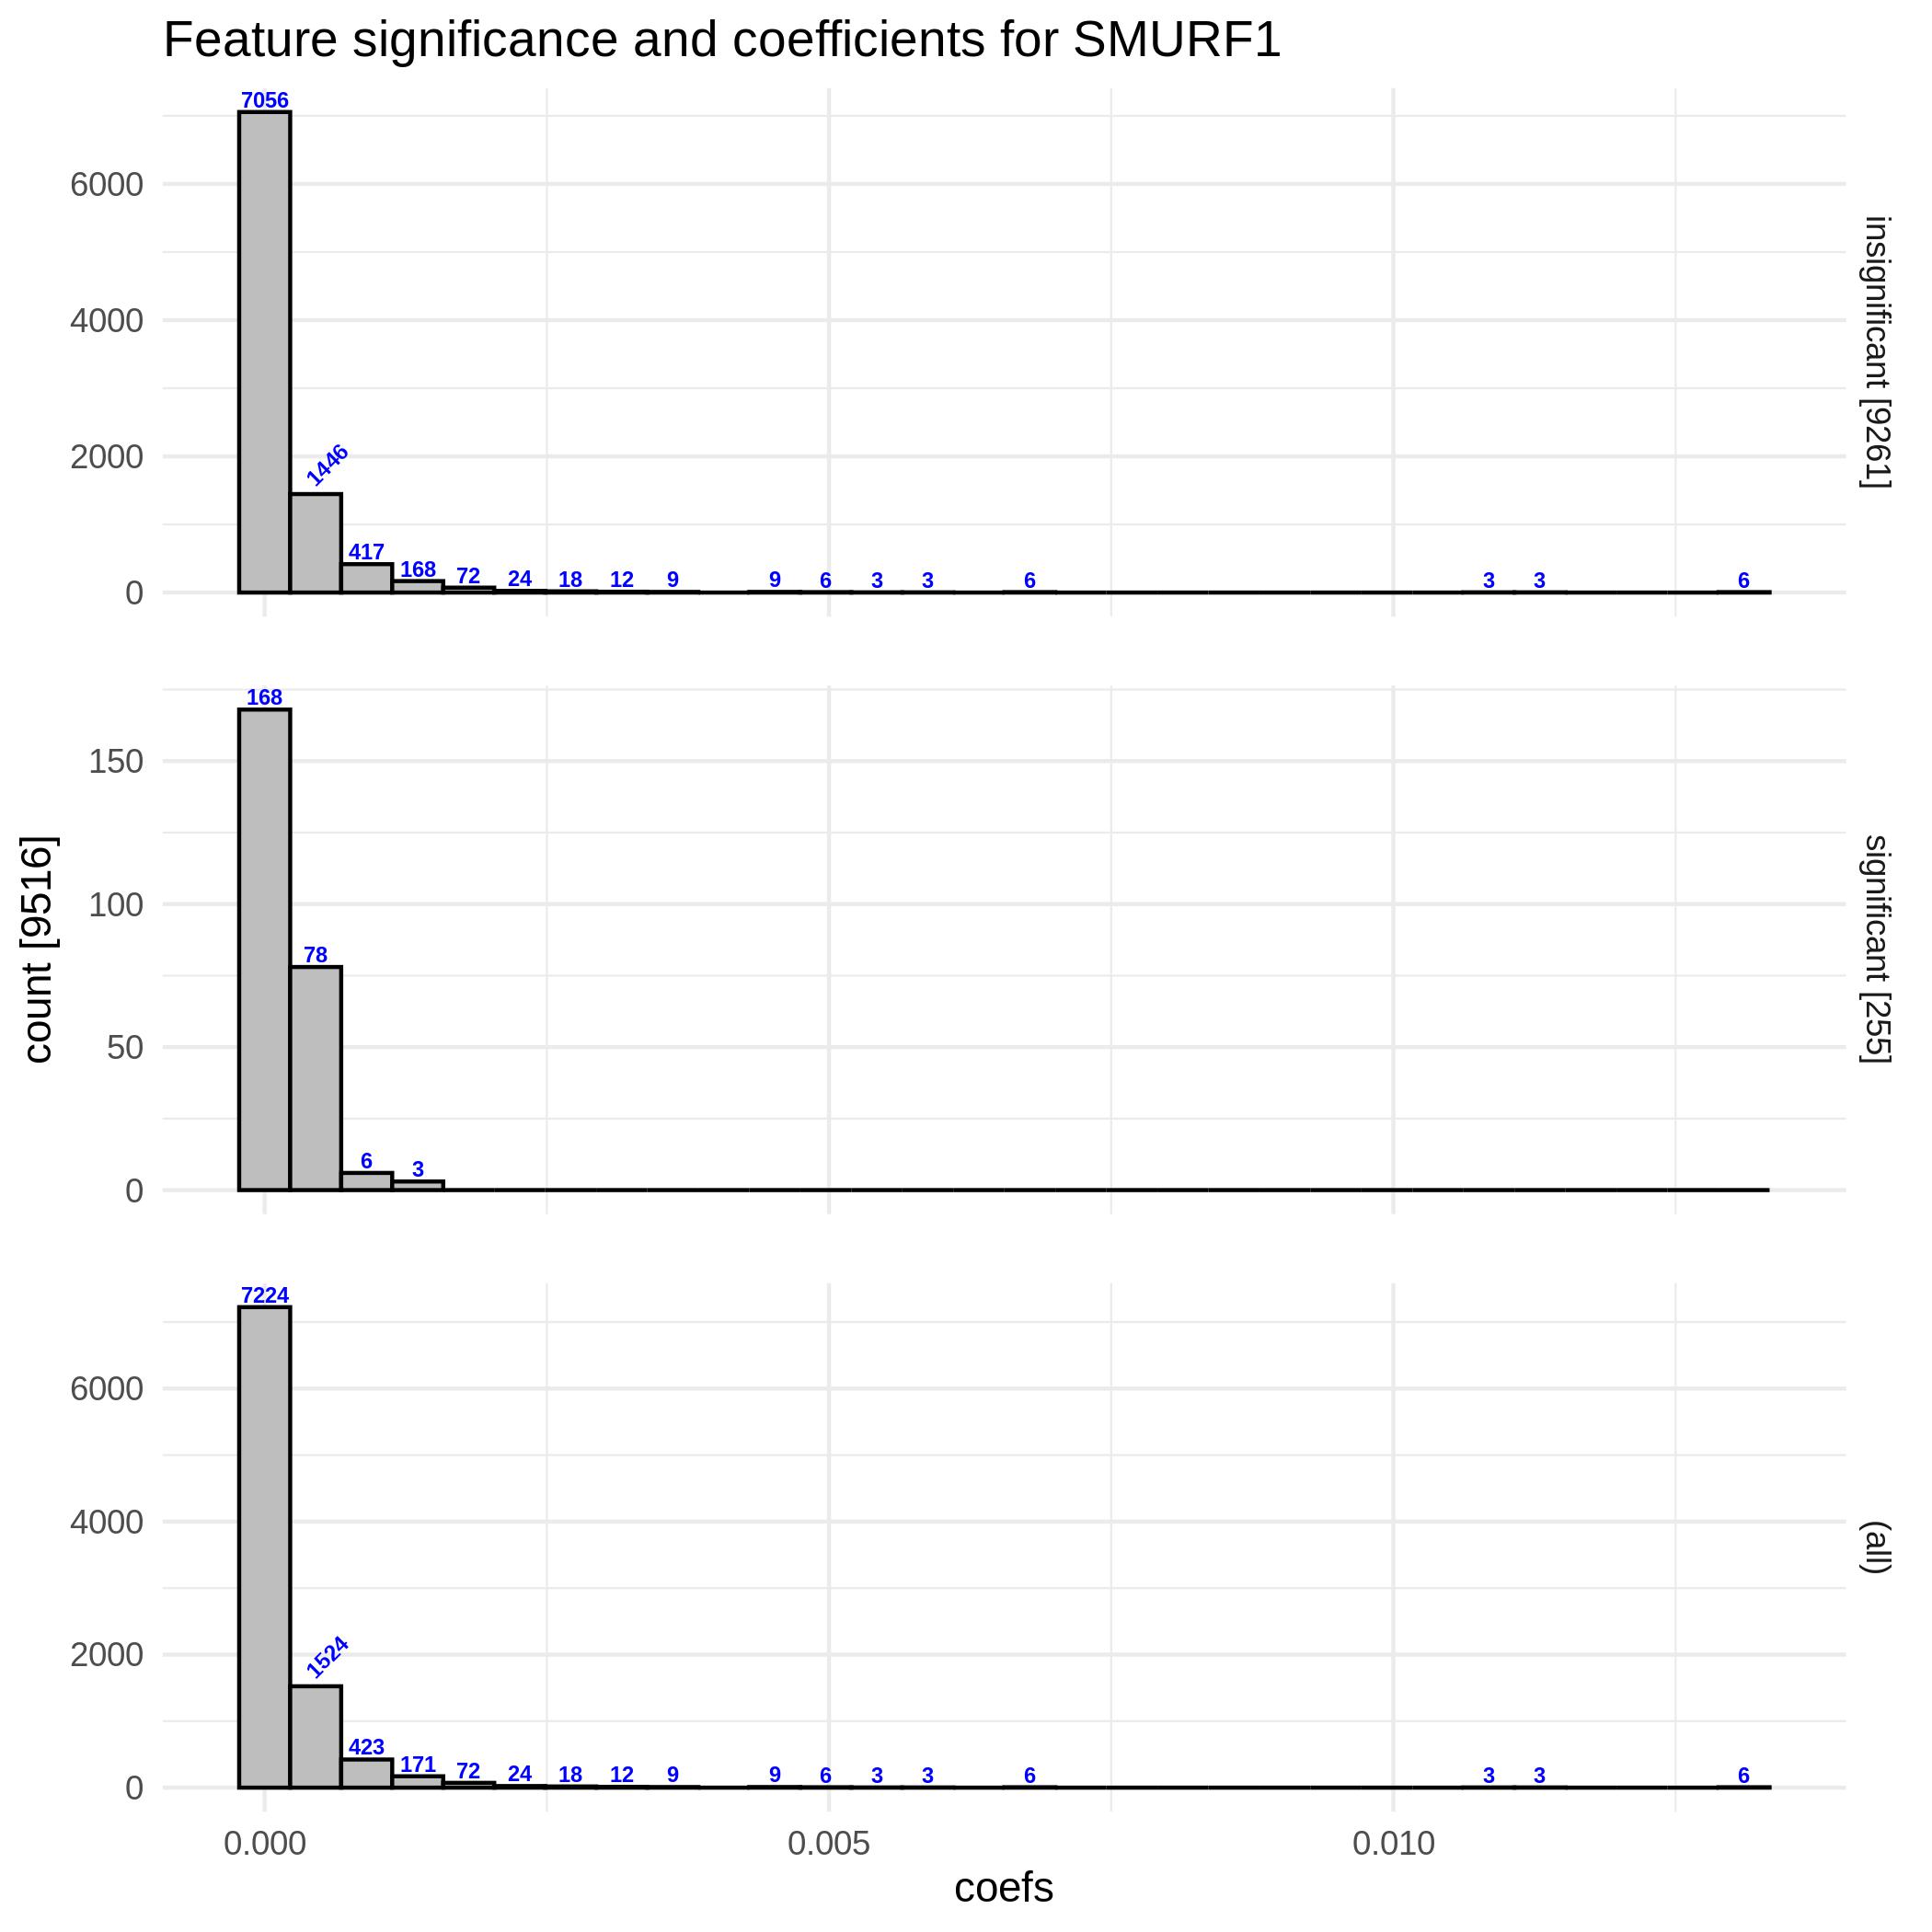 Feature significance and coefficients for SMURF1
7056
6000
4000
2000
0
1446
417 168 72 24 18 12 9 9 6 3 3 6 3 3 6
insignificant [9261]
count [9516]
168
150
100
50
0
78
6 3
significant [255]
7224
6000
4000
2000
0
1524
423 171 72 24 18 12 9 9 6 3 3 6 3 3 6
(all)
0.000 0.005 0.010
coefs